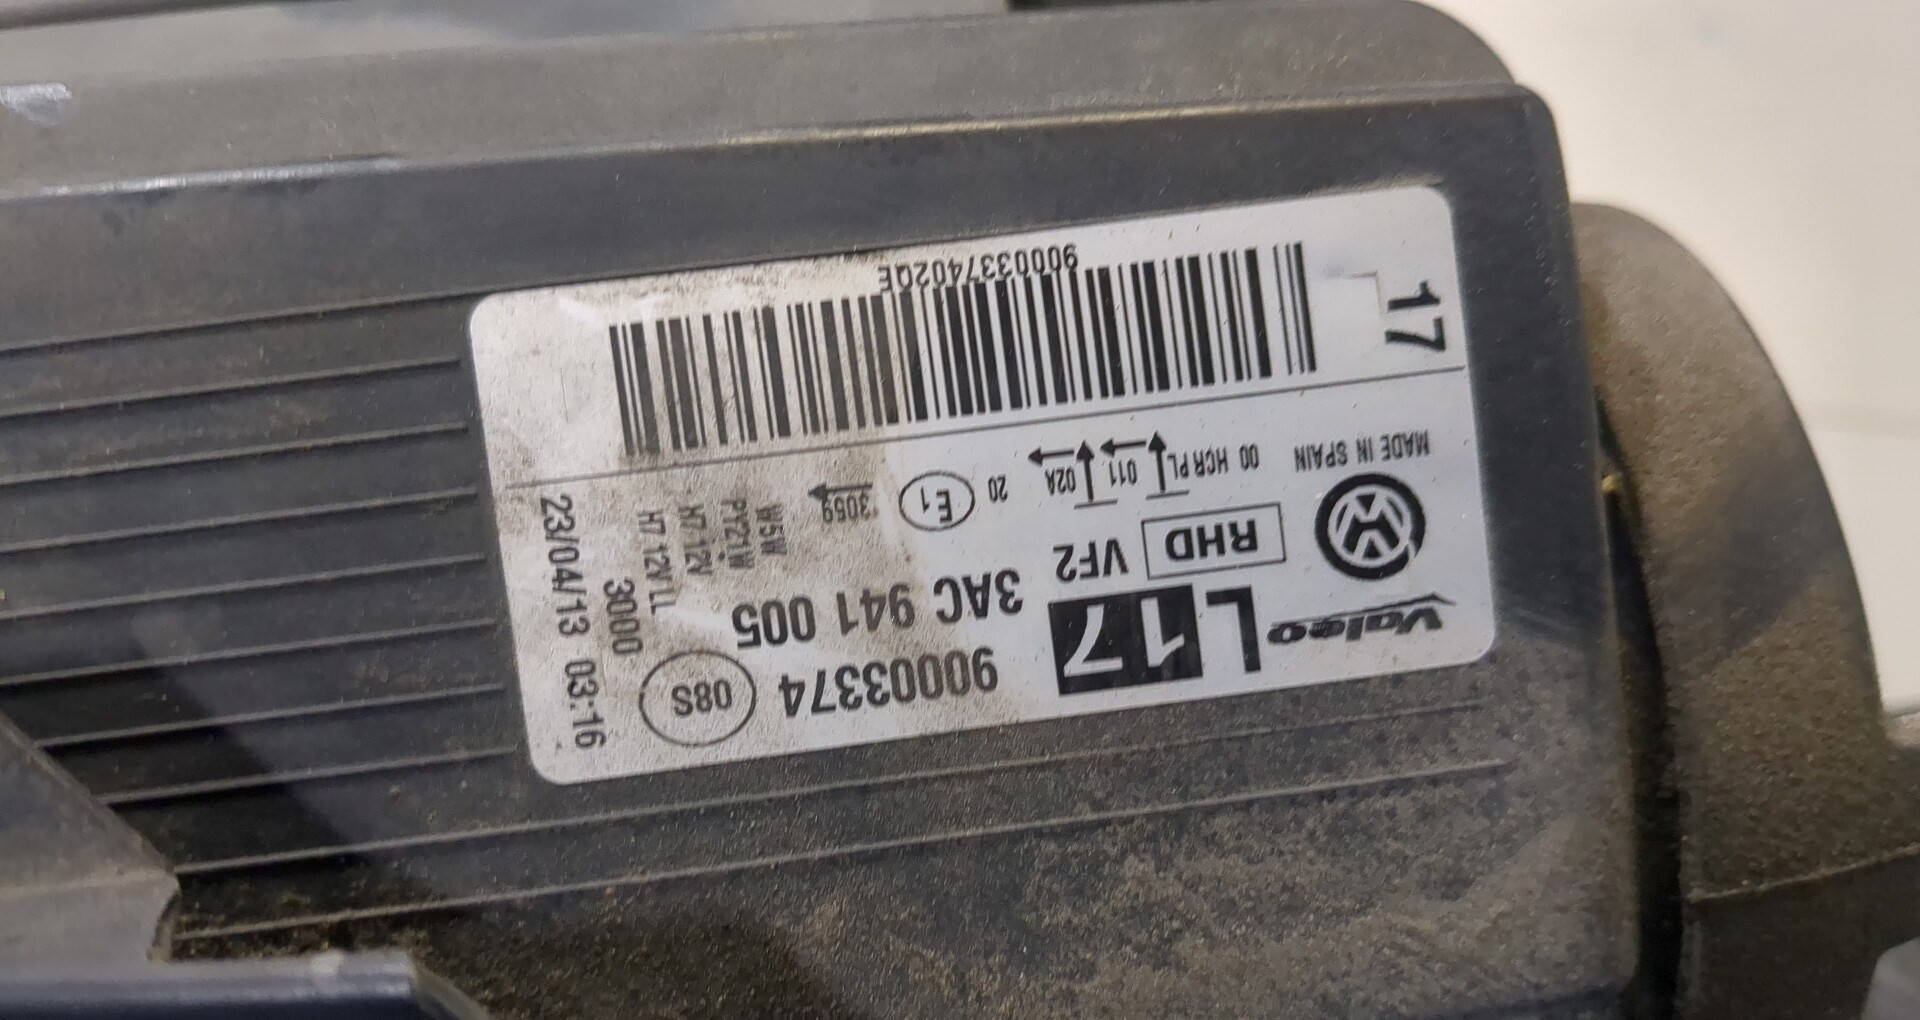 Valeo
L17
90003374
08S
3AC 941 005
3000
23/04/13 03:16
RHD
VF2
H7 12V LL
H7 12V
PY21W
W5W
MADE IN SPAIN
00 HCR PL
011
02A
20
E1
3059
17
9000337402QE